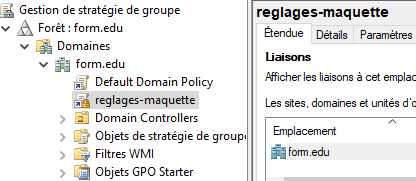 Gestion de stratégie de groupe
Forêt : form.edu
Domaines
form.edu
Default Domain Policy
reglages-maquette
Domain Controllers
Objets de stratégie de groupe
Filtres WMI
Objets GPO Starter
reglages-maquette
Étendue Détails Paramètres
Liaisons
Afficher les liaisons à cet emplac
Les sites, domaines et unités d'o
Emplacement
form.edu